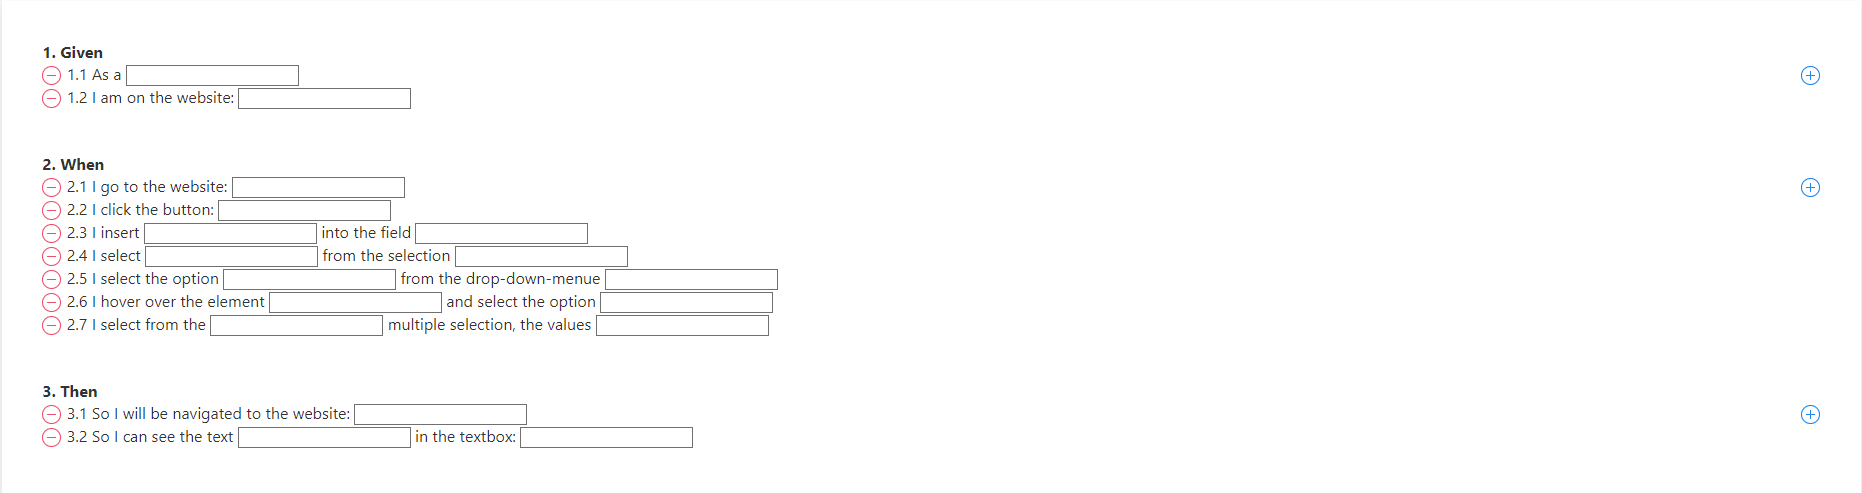 1. Given
1.1 As a
1.2 I am on the website:
2. When
2.1 I go to the website:
2.2 I click the button:
2.3 I insert into the field
2.4 I select from the selection
2.5 I select the option from the drop-down-menue
2.6 I hover over the element and select the option
2.7 I select from the multiple selection, the values
3. Then
3.1 So I will be navigated to the website:
3.2 So I can see the text in the textbox: